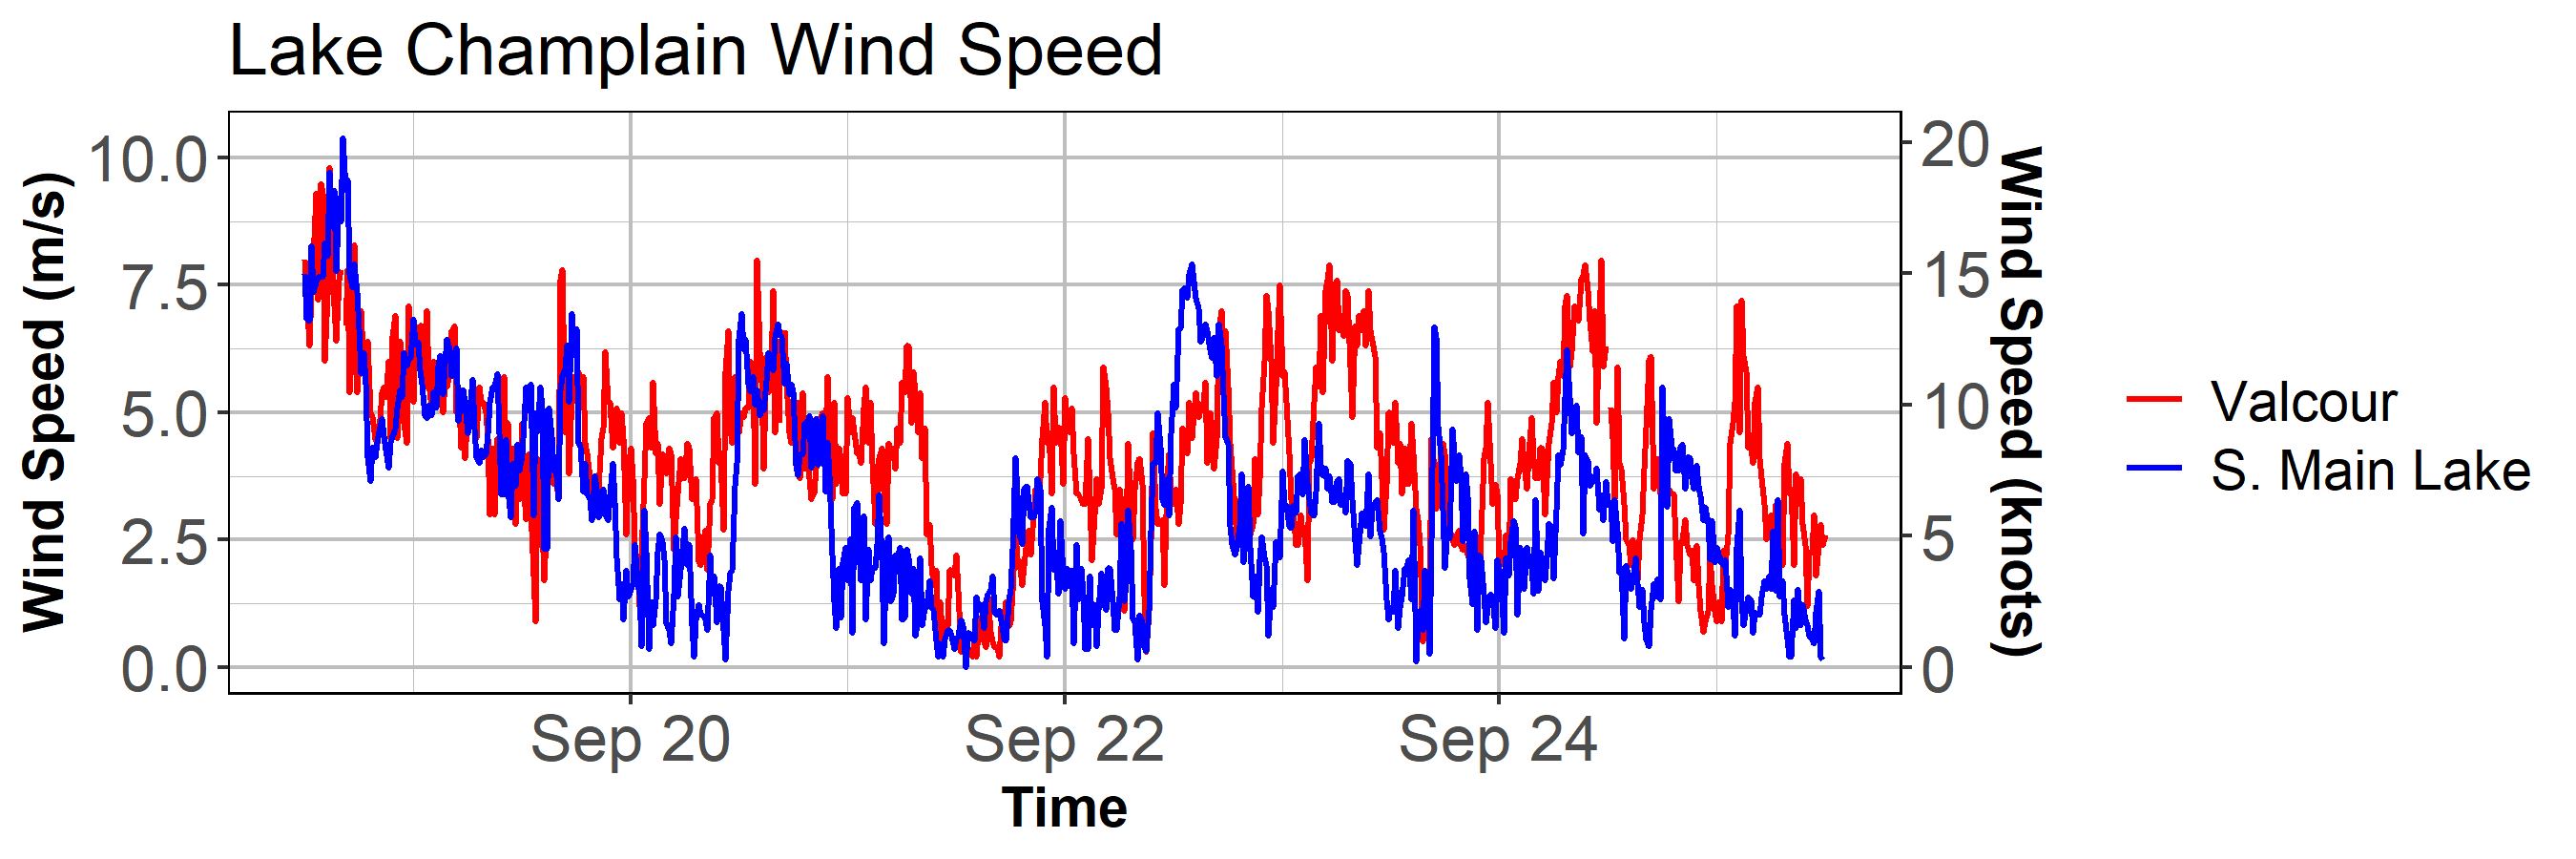 Lake Champlain Wind Speed
Wind Speed (m/s)
10.0
7.5
5.0
2.5
0.0
20
15
10
5
0
Wind Speed (knots)
Sep 20
Sep 22
Sep 24
Time
Valcour
S. Main Lake